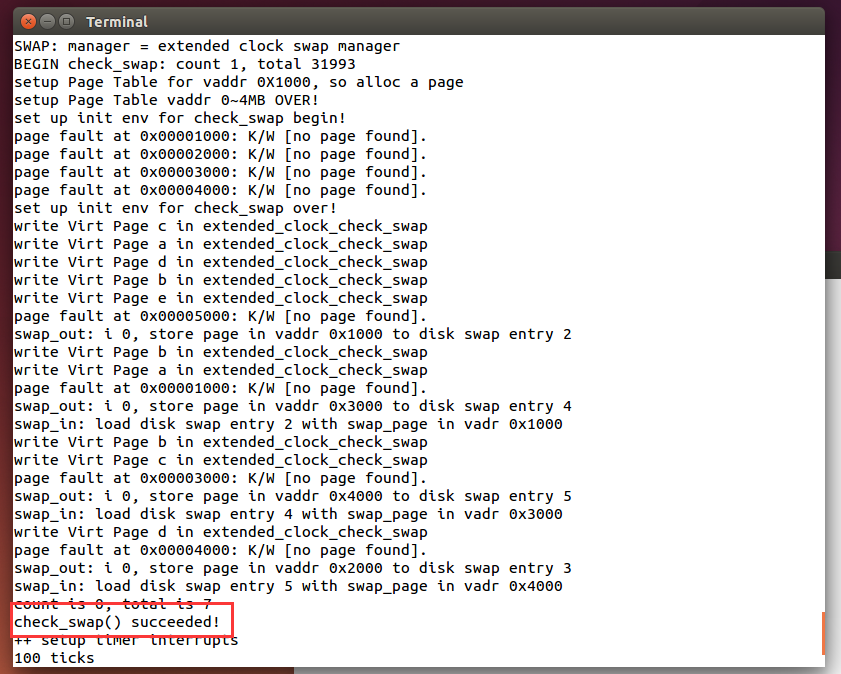 Terminal
SWAP: manager = extended clock swap manager
BEGIN check_swap: count 1, total 31993
setup Page Table for vaddr 0X1000, so alloc a page
setup Page Table vaddr 0~4MB OVER!
set up init env for check_swap begin!
page fault at 0x00001000: K/W [no page found].
page fault at 0x00002000: K/W [no page found].
page fault at 0x00003000: K/W [no page found].
page fault at 0x00004000: K/W [no page found].
set up init env for check_swap over!
write Virt Page c in extended_clock_check_swap
write Virt Page a in extended_clock_check_swap
write Virt Page d in extended_clock_check_swap
write Virt Page b in extended_clock_check_swap
write Virt Page e in extended_clock_check_swap
page fault at 0x00005000: K/W [no page found].
swap_out: i 0, store page in vaddr 0x1000 to disk swap entry 2
write Virt Page b in extended_clock_check_swap
write Virt Page a in extended_clock_check_swap
page fault at 0x00001000: K/W [no page found].
swap_out: i 0, store page in vaddr 0x3000 to disk swap entry 4
swap_in: load disk swap entry 2 with swap_page in vadr 0x1000
write Virt Page b in extended_clock_check_swap
write Virt Page c in extended_clock_check_swap
page fault at 0x00003000: K/W [no page found].
swap_out: i 0, store page in vaddr 0x4000 to disk swap entry 5
swap_in: load disk swap entry 4 with swap_page in vadr 0x3000
write Virt Page d in extended_clock_check_swap
page fault at 0x00004000: K/W [no page found].
swap_out: i 0, store page in vaddr 0x2000 to disk swap entry 3
swap_in: load disk swap entry 5 with swap_page in vadr 0x4000
count is 0, total is 7
check_swap() succeeded!
++ setup timer interrupts
100 ticks